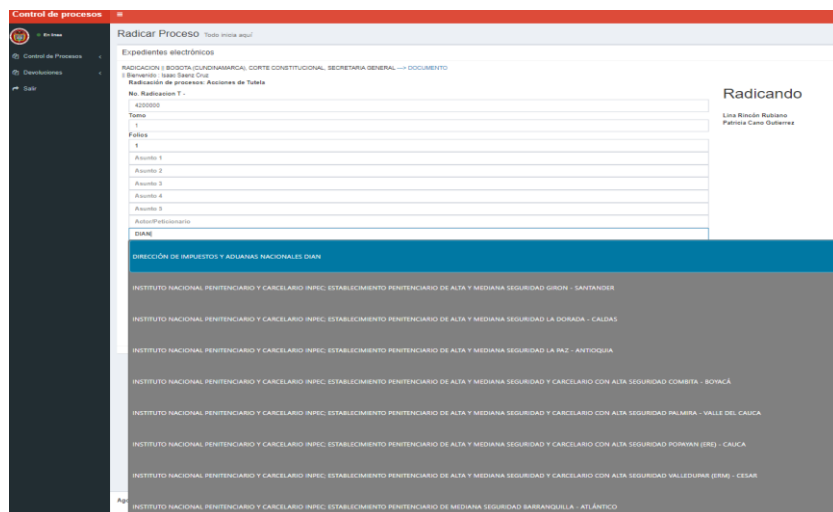 Control de procesos
En línea
Control de Procesos
Devoluciones
Salir
Radicar Proceso Todo inicia aquí
Expedientes electrónicos
RADICACION || BOGOTA (CUNDINAMARCA), CORTE CONSTITUCIONAL, SECRETARIA GENERAL ---> DOCUMENTO
|| Bienvenido : Isaac Saenz Cruz
Radicación de procesos: Acciones de Tutela
No. Radicacion T -
4200800
Tomo
1
Folios
1
Asunto 1
Asunto 2
Asunto 3
Asunto 4
Asunto 5
Actor/Peticionario
DIAN
Radicando
Lina Rincón Rubiano
Patricia Cano Gutierrez
DIRECCIÓN DE IMPUESTOS Y ADUANAS NACIONALES DIAN
INSTITUTO NACIONAL PENITENCIARIO Y CARCELARIO INPEC; ESTABLECIMIENTO PENITENCIARIO DE ALTA Y MEDIANA SEGURIDAD GIRON - SANTANDER
INSTITUTO NACIONAL PENITENCIARIO Y CARCELARIO INPEC; ESTABLECIMIENTO PENITENCIARIO DE ALTA Y MEDIANA SEGURIDAD LA DORADA - CALDAS
INSTITUTO NACIONAL PENITENCIARIO Y CARCELARIO INPEC; ESTABLECIMIENTO PENITENCIARIO DE ALTA Y MEDIANA SEGURIDAD LA PAZ - ANTIOQUIA
INSTITUTO NACIONAL PENITENCIARIO Y CARCELARIO INPEC; ESTABLECIMIENTO PENITENCIARIO DE ALTA Y MEDIANA SEGURIDAD Y CARCELARIO CON ALTA SEGURIDAD COMBITA - BOYACÁ
INSTITUTO NACIONAL PENITENCIARIO Y CARCELARIO INPEC; ESTABLECIMIENTO PENITENCIARIO DE ALTA Y MEDIANA SEGURIDAD Y CARCELARIO CON ALTA SEGURIDAD PALMIRA - VALLE DEL CAUCA
INSTITUTO NACIONAL PENITENCIARIO Y CARCELARIO INPEC; ESTABLECIMIENTO PENITENCIARIO DE ALTA Y MEDIANA SEGURIDAD Y CARCELARIO CON ALTA SEGURIDAD POPAYAN (ERE) - CAUCA
INSTITUTO NACIONAL PENITENCIARIO Y CARCELARIO INPEC; ESTABLECIMIENTO PENITENCIARIO DE ALTA Y MEDIANA SEGURIDAD Y CARCELARIO CON ALTA SEGURIDAD VALLEDUPAR (ERM) - CESAR
INSTITUTO NACIONAL PENITENCIARIO Y CARCELARIO INPEC; ESTABLECIMIENTO PENITENCIARIO DE MEDIANA SEGURIDAD BARRANQUILLA - ATLÁNTICO